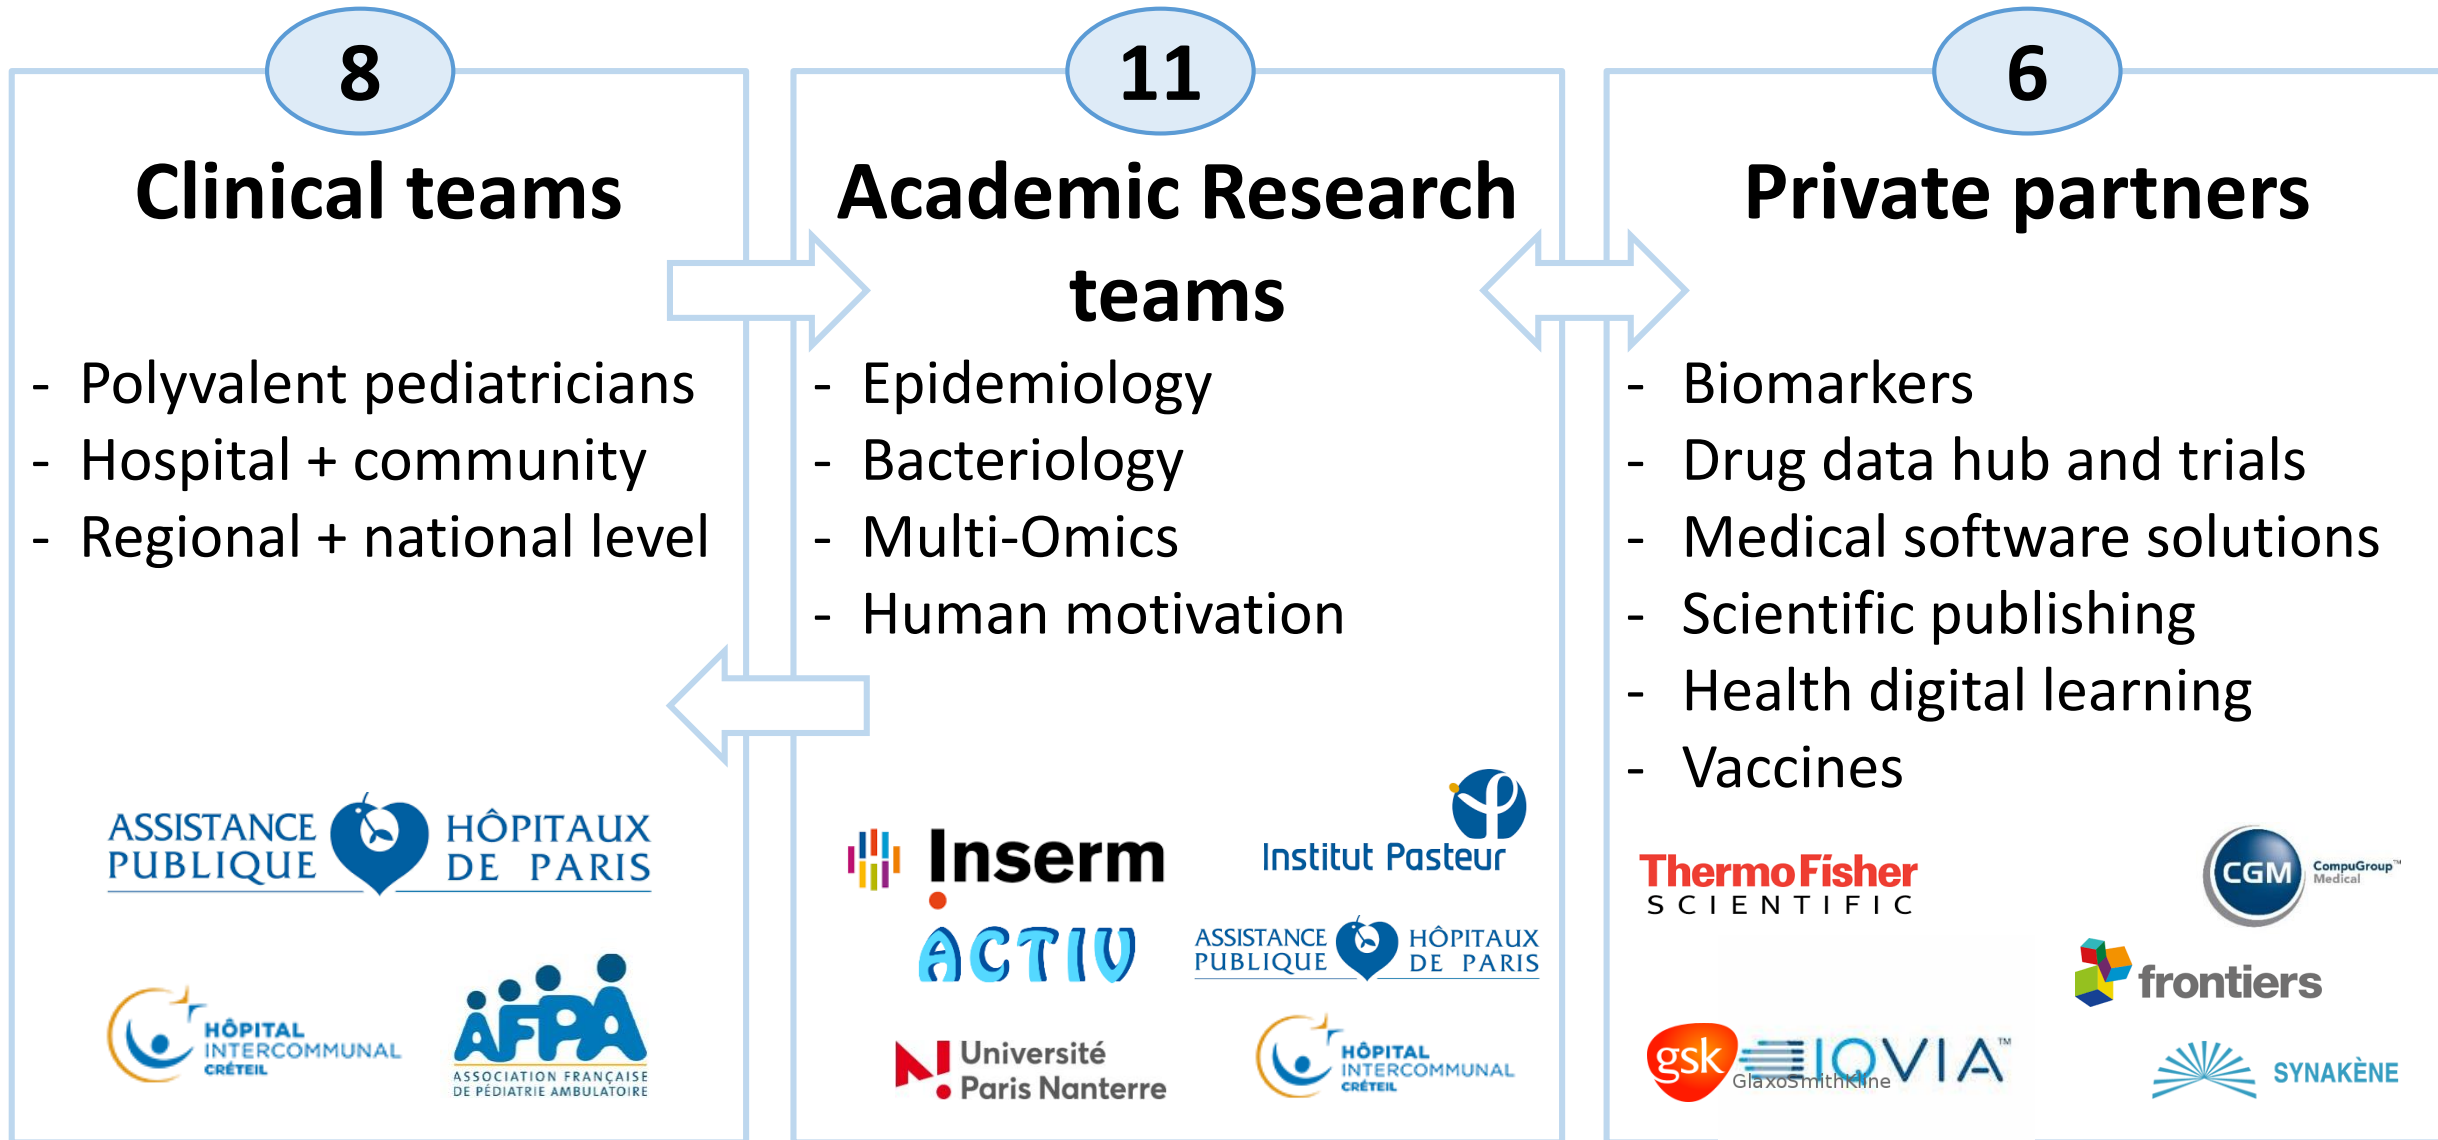 8
Clinical teams
- Polyvalent pediatricians
- Hospital + community
- Regional + national level
ASSISTANCE HÔPITAUX
PUBLIQUE DE PARIS
HÔPITAL
INTERCOMMUNAL
CRÉTEIL
AFPA
ASSOCIATION FRANÇAISE
DE PÉDIATRIE AMBULATOIRE
11
Academic Research
teams
- Epidemiology
- Bacteriology
- Multi-Omics
- Human motivation
Inserm
Institut Pasteur
ACTIV
ASSISTANCE HÔPITAUX
PUBLIQUE DE PARIS
Université
Paris Nanterre
HÔPITAL
INTERCOMMUNAL
CRÉTEIL
6
Private partners
- Biomarkers
- Drug data hub and trials
- Medical software solutions
- Scientific publishing
- Health digital learning
- Vaccines
ThermoFisher
SCIENTIFIC
CGM
CompuGroup™
Medical
frontiers
gsk
GlaxoSmithKline
IQVIA™
SYNAKÈNE